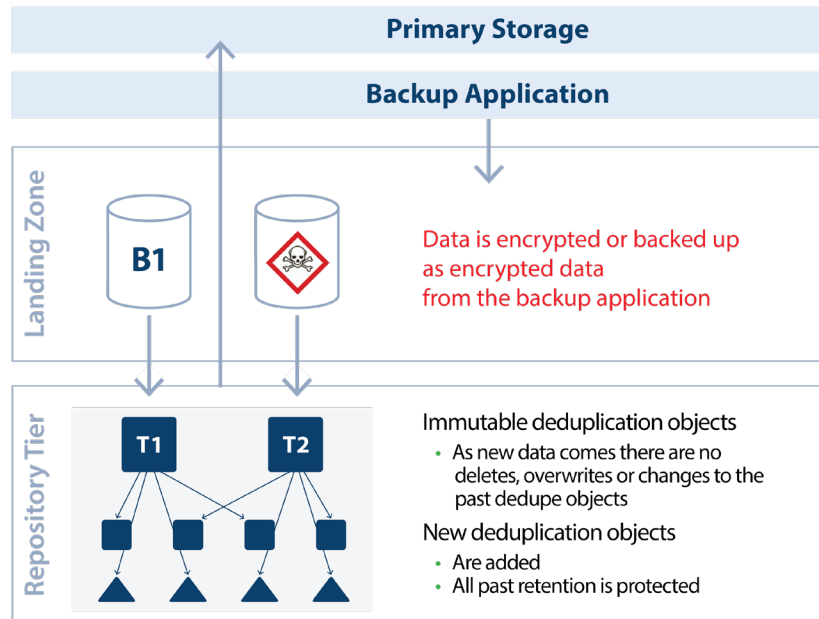 Primary Storage
Backup Application
Landing Zone
B1
Data is encrypted or backed up
as encrypted data
from the backup application
Repository Tier
T1
T2
Immutable deduplication objects
• As new data comes there are no
deletes, overwrites or changes to the
past dedupe objects
New deduplication objects
• Are added
• All past retention is protected